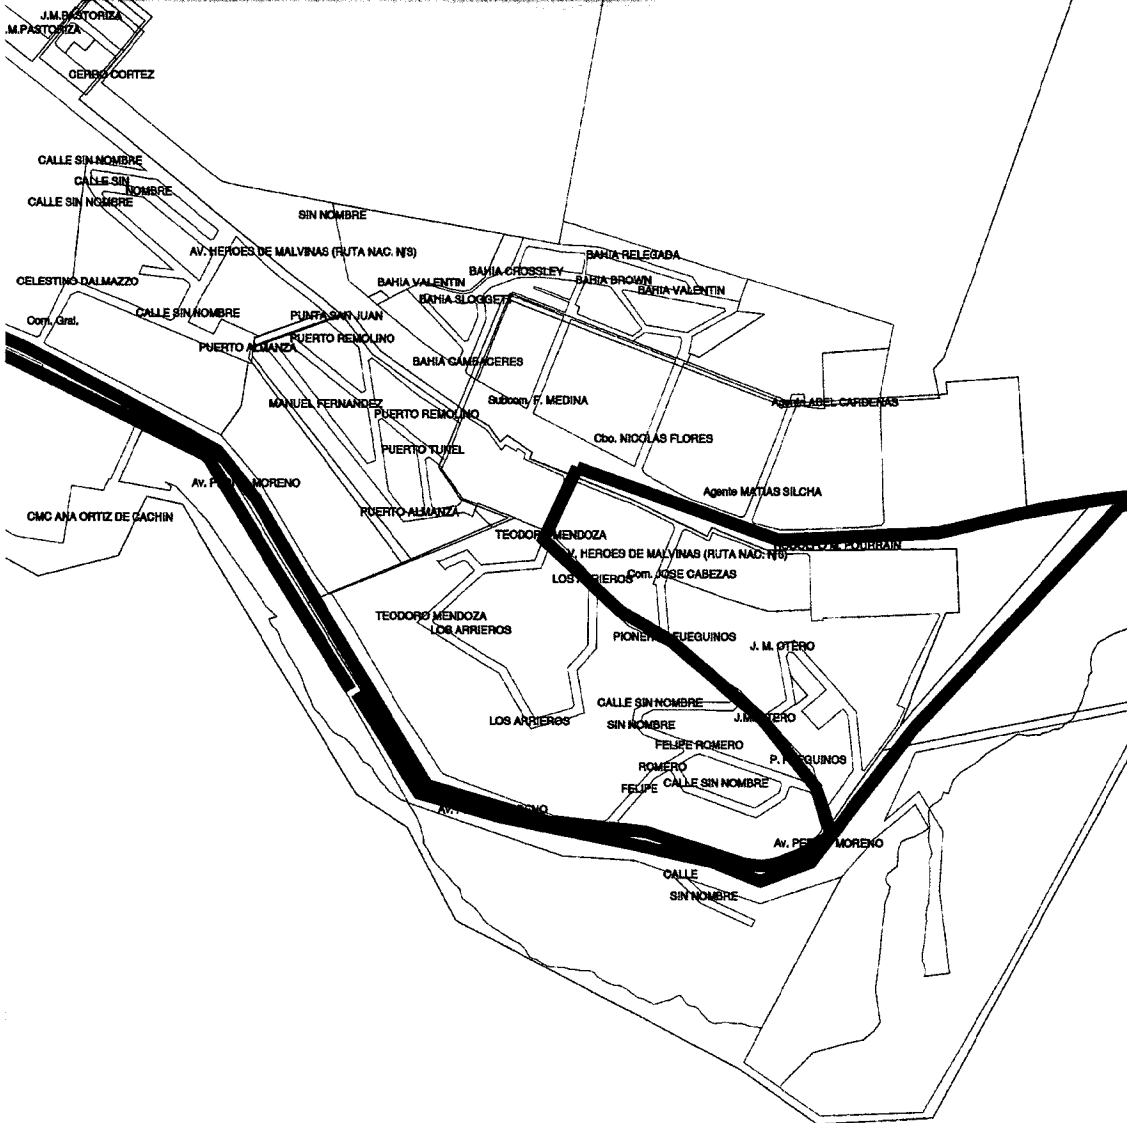 J.M.PASTORIZA
.M.PASTORIZA
CERRO CORTEZ
CALLE SIN NOMBRE
CALLE SIN
NOMBRE
CALLE SIN NOMBRE
SIN NOMBRE
AV. HEROES DE MALVINAS (RUTA NAC. N§3)
BAHIA RELEGADA
BAHIA CROSSLEY
CELESTINO DALMAZZO
BAHIA VALENTIN
BAHIA BROWN
BAHIA VALENTIN
BAHIA SLOGGETT
CALLE SIN NOMBRE
PUNTA SAN JUAN
Com. Gral.
PUERTO REMOLINO
PUERTO ALMANZA
BAHIA CAMBACERES
MANUEL FERNANDEZ
Subcom. F. MEDINA
Agente ABEL CARDENAS
PUERTO REMOLINO
Cbo. NICOLAS FLORES
PUERTO TUNEL
Av. P MORENO
Agente MATIAS SILCHA
PUERTO ALMANZA
CMC ANA ORTIZ DE CACHIN
TEODORO MENDOZA
V. HEROES DE MALVINAS (RUTA NAC. N§3)
Com. JOSE CABEZAS
LOS ARRIEROS
TEODORO MENDOZA
LOS ARRIEROS
PIONEROS FUEGUINOS
J. M. OTERO
CALLE SIN NOMBRE
LOS ARRIEROS
SIN NOMBRE
J.M. OTERO
FELIPE ROMERO
P. FUEGUINOS
ROMERO
CALLE SIN NOMBRE
FELIPE
Av. PE MORENO
CALLE
SIN NOMBRE